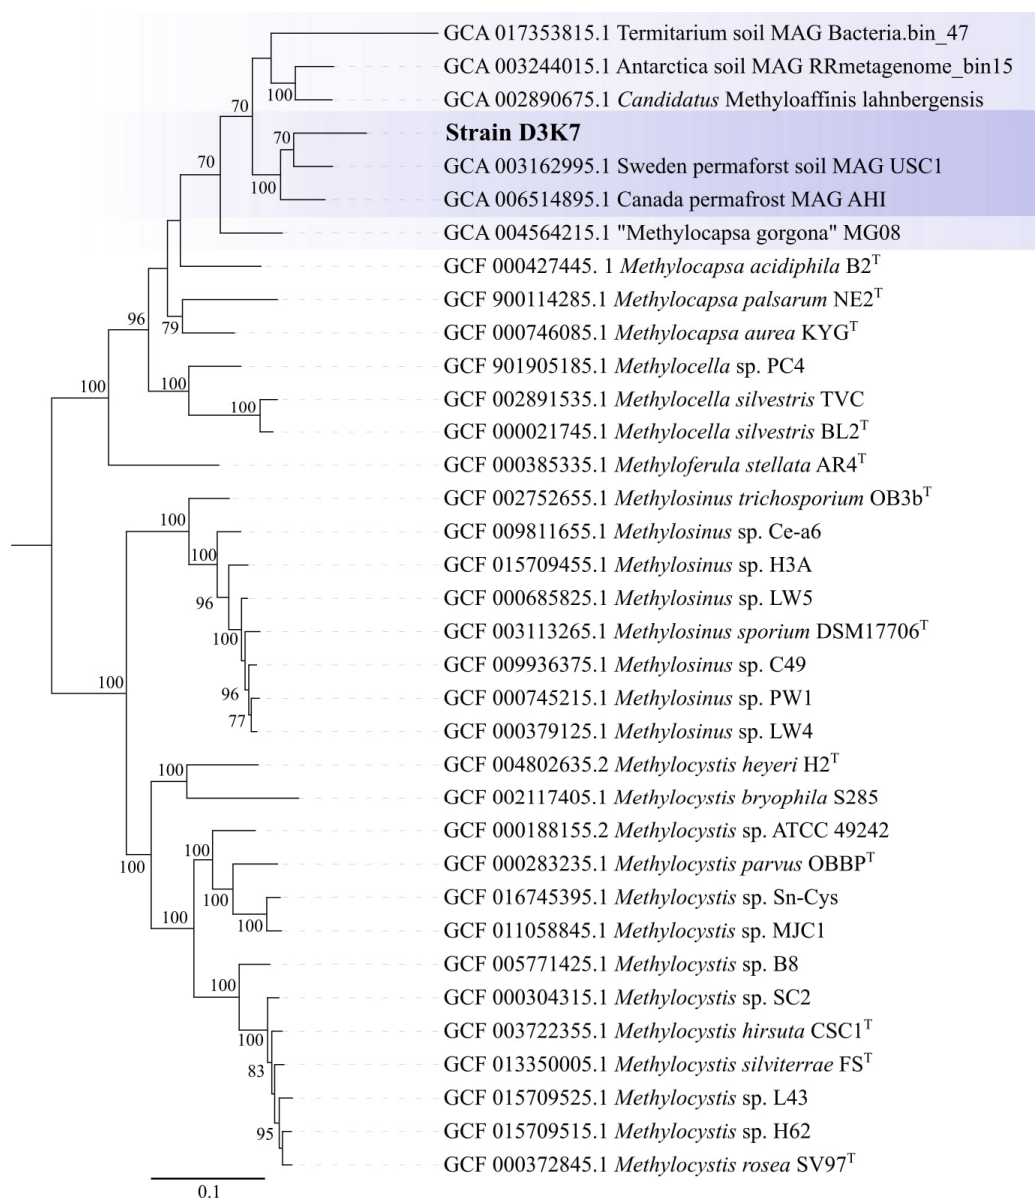 GCA 017353815.1 Termitarium soil MAG Bacteria.bin_47
GCA 003244015.1 Antarctica soil MAG RRmetagenome_bin15
100
GCA 002890675.1 Candidatus Methyloaffinis lahnbergensis
70
Strain D3K7
70
GCA 003162995.1 Sweden permaforst soil MAG USC1
70
100
GCA 006514895.1 Canada permafrost MAG AHI
GCA 004564215.1 "Methylocapsa gorgona" MG08
GCF 000427445. 1 Methylocapsa acidiphila B2ᵀ
GCF 900114285.1 Methylocapsa palsarum NE2ᵀ
96
79
GCF 000746085.1 Methylocapsa aurea KYGᵀ
GCF 901905185.1 Methylocella sp. PC4
100
100
GCF 002891535.1 Methylocella silvestris TVC
100
GCF 000021745.1 Methylocella silvestris BL2ᵀ
GCF 000385335.1 Methyloferula stellata AR4ᵀ
GCF 002752655.1 Methylosinus trichosporium OB3bᵀ
100
GCF 009811655.1 Methylosinus sp. Ce-a6
100
GCF 015709455.1 Methylosinus sp. H3A
96
GCF 000685825.1 Methylosinus sp. LW5
100
GCF 003113265.1 Methylosinus sporium DSM17706ᵀ
GCF 009936375.1 Methylosinus sp. C49
100
96
GCF 000745215.1 Methylosinus sp. PW1
77
GCF 000379125.1 Methylosinus sp. LW4
100
GCF 004802635.2 Methylocystis heyeri H2ᵀ
GCF 002117405.1 Methylocystis bryophila S285
GCF 000188155.2 Methylocystis sp. ATCC 49242
100
100
GCF 000283235.1 Methylocystis parvus OBBPᵀ
100
GCF 016745395.1 Methylocystis sp. Sn-Cys
100
100
GCF 011058845.1 Methylocystis sp. MJC1
GCF 005771425.1 Methylocystis sp. B8
100
GCF 000304315.1 Methylocystis sp. SC2
100
GCF 003722355.1 Methylocystis hirsuta CSC1ᵀ
83
GCF 013350005.1 Methylocystis silviterrae FSᵀ
GCF 015709525.1 Methylocystis sp. L43
95
GCF 015709515.1 Methylocystis sp. H62
GCF 000372845.1 Methylocystis rosea SV97ᵀ
0.1